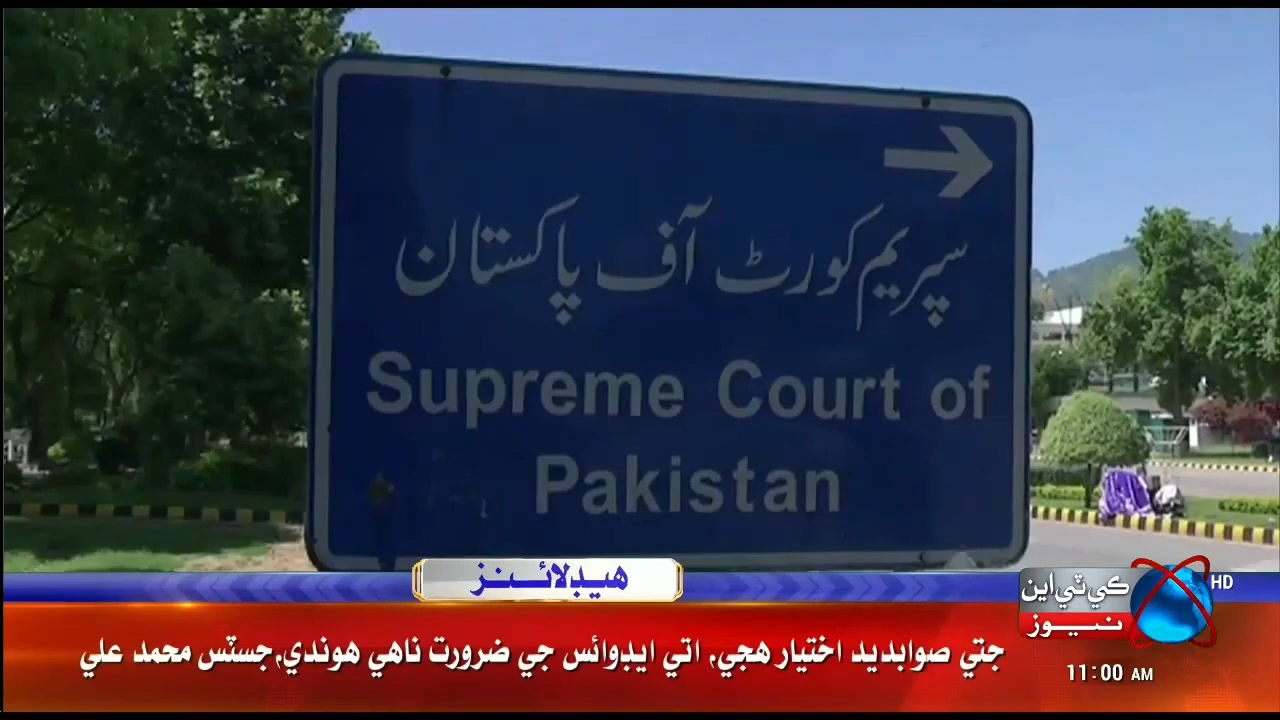 سپریم کورٹ آف پاکستان
Supreme Court of
Pakistan
هيڊلائنز
جتي صوابديد اختيار هجي، اتي ايڊوائس جي ضرورت ناهي هوندي،جسٽس محمد علي
ڪي ٽي اين
نيوز
HD
11:00 AM